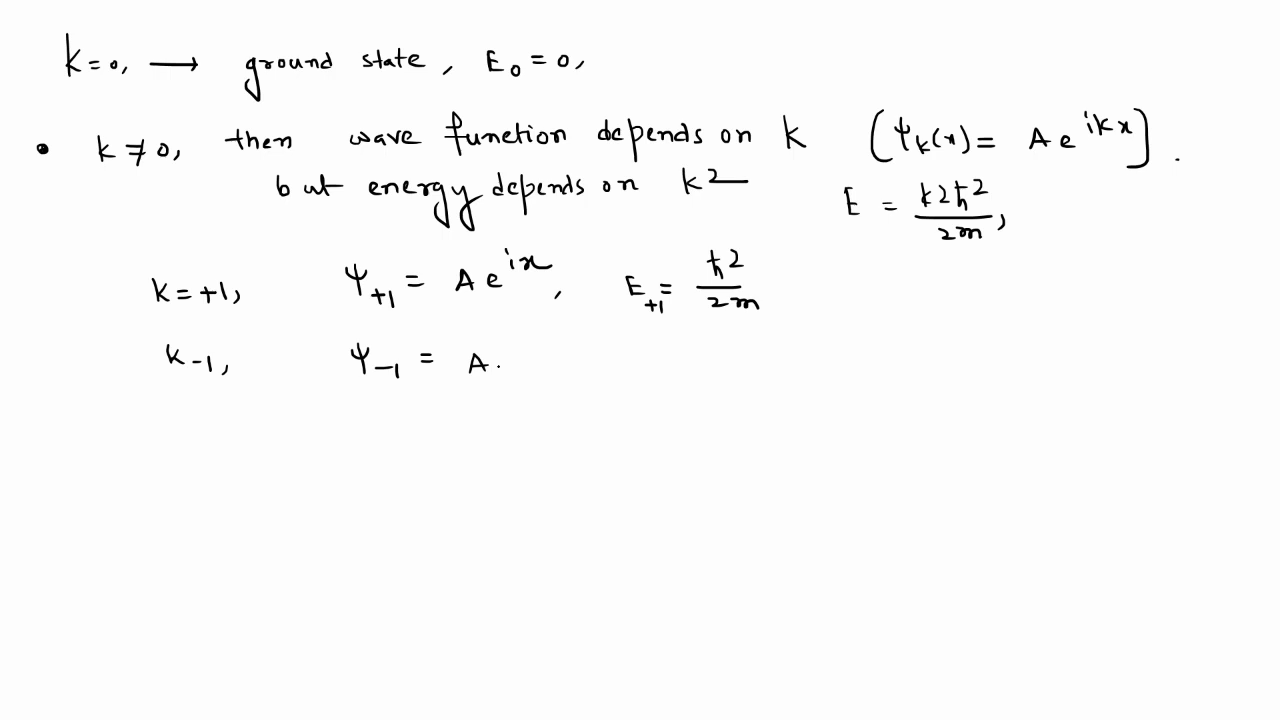 k = 0, ⟶ ground state, E₀ = 0,
• k ≠ 0, then wave function depends on k [ψₖ(x) = A e^{ikx}].
but energy depends on k² E = k²ħ²/2m,
k = +1, ψ₊₁ = A e^{ix}, E₊₁ = ħ²/2m
k -1, ψ₋₁ = A.